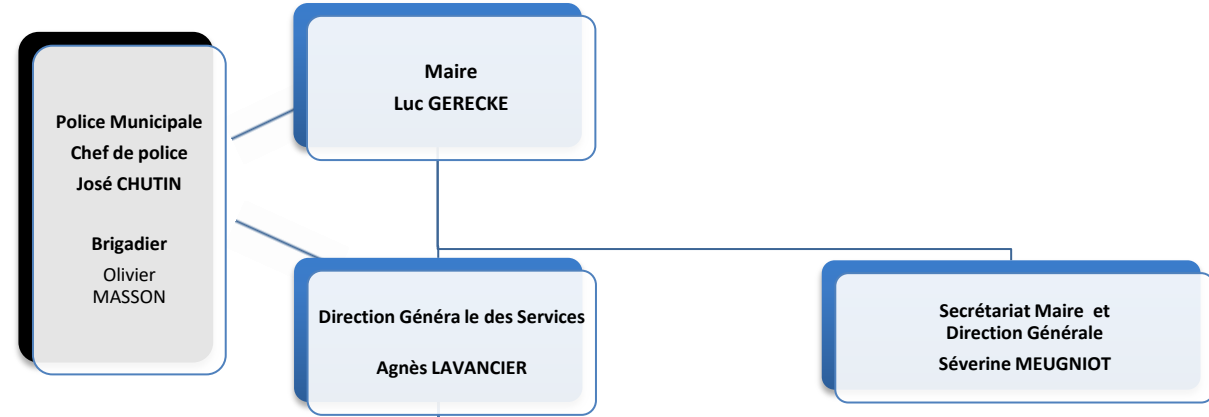 Maire
Luc GERECKE
Police Municipale
Chef de police
José CHUTIN
Brigadier
Olivier
MASSON
Direction Généra le des Services
Agnès LAVANCIER
Secrétariat Maire et
Direction Générale
Séverine MEUGNIOT